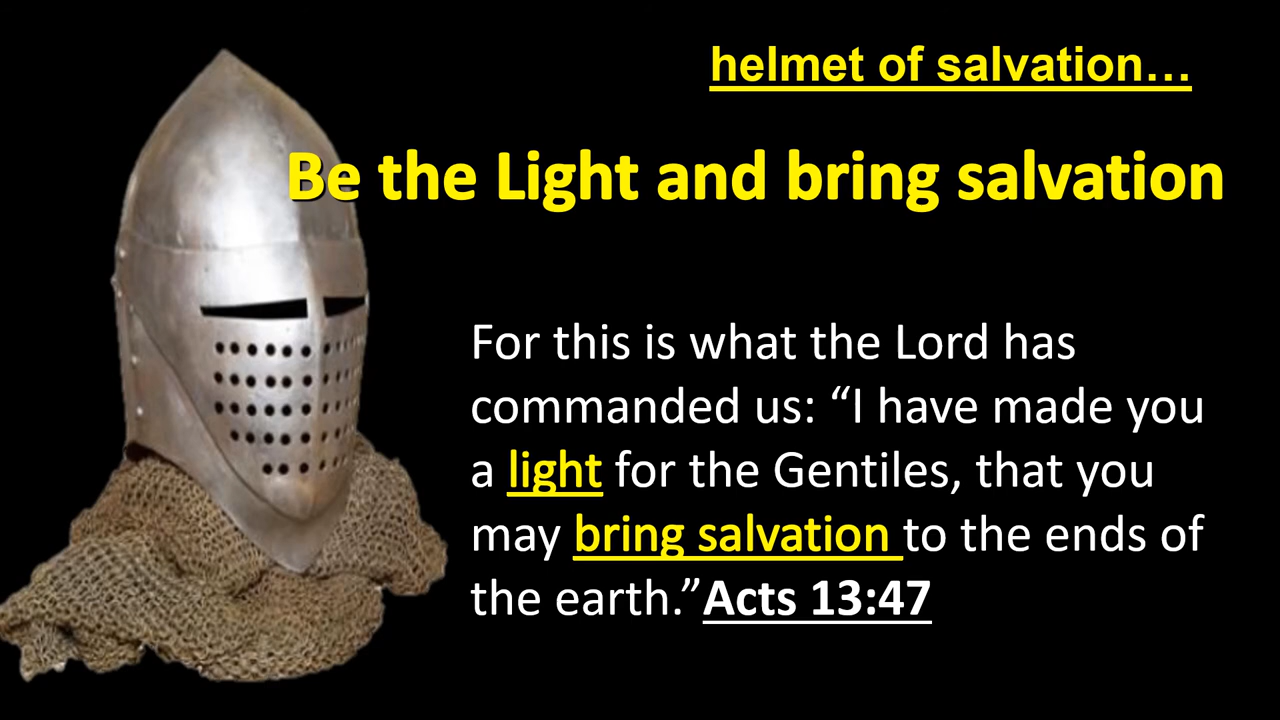 helmet of salvation…
Be the Light and bring salvation
For this is what the Lord has
commanded us: “I have made you
a light for the Gentiles, that you
may bring salvation to the ends of
the earth.”Acts 13:47